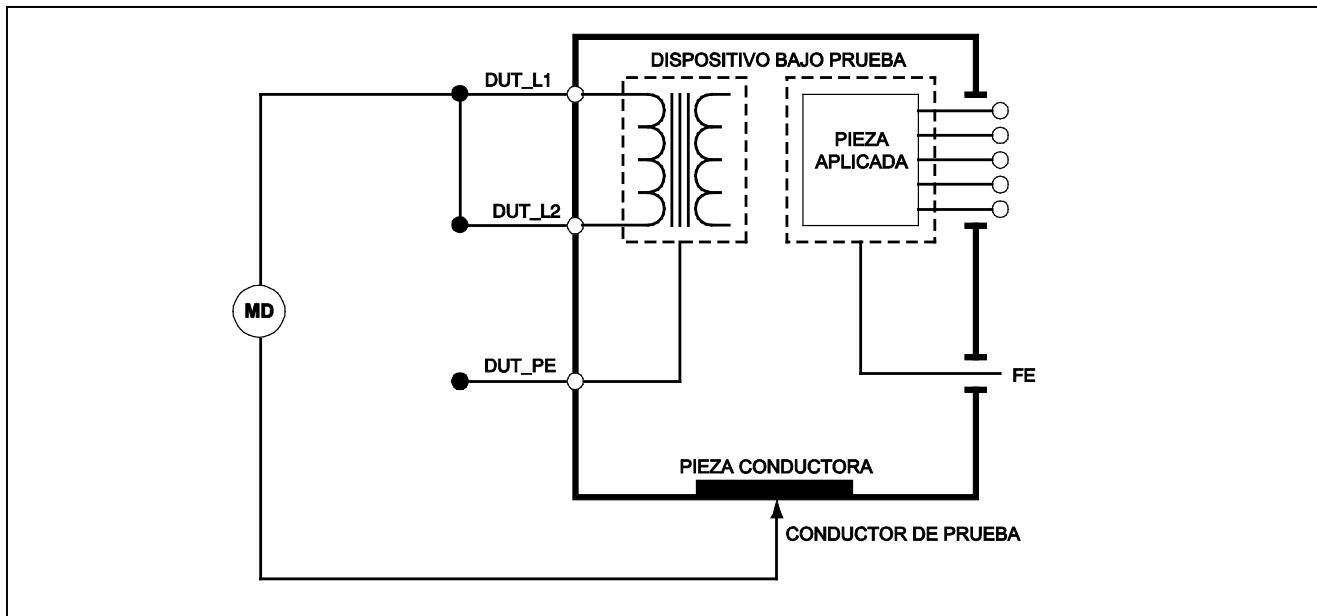 DISPOSITIVO BAJO PRUEBA
DUT_L1
PIEZA
APLICADA
DUT_L2
MD
DUT_PE
FE
PIEZA CONDUCTORA
CONDUCTOR DE PRUEBA